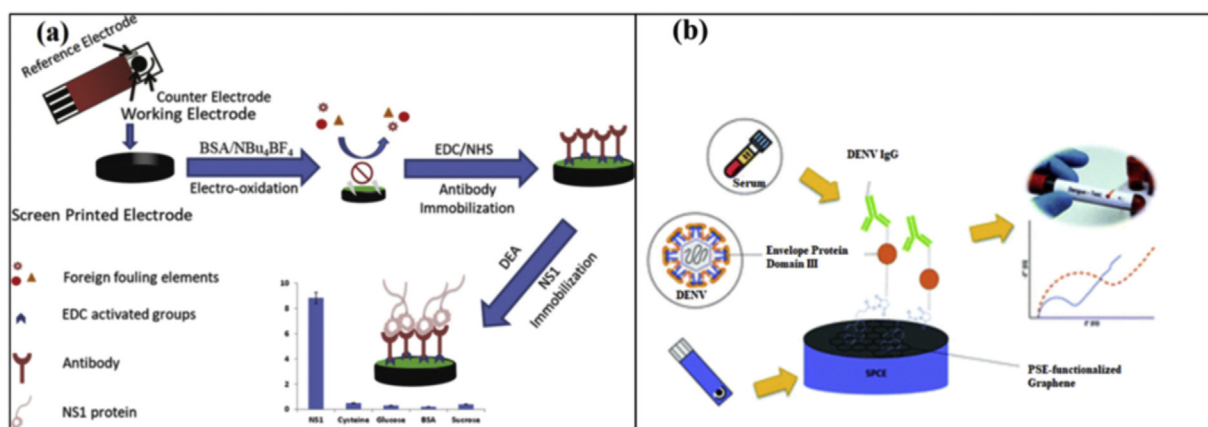 (a)
Reference Electrode
Counter Electrode
Working Electrode
BSA/NBu4BF4
Electro-oxidation
EDC/NHS
Antibody
Immobilization
Screen Printed Electrode
DEA
NS1
Immobilization
Foreign fouling elements
EDC activated groups
Antibody
NS1 protein
10
8
6
4
2
0
NS1
Cysteine
Glucose
BSA
Sucrose
(b)
Serum
DENV IgG
Envelope Protein
Domain III
DENV
SPCE
PSE-functionalized
Graphene